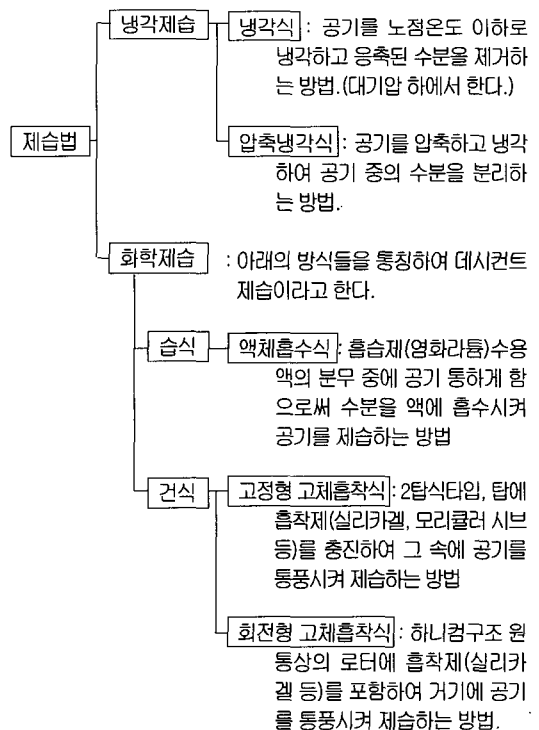 냉각제습 냉각식 : 공기를 노점온도 이하로
냉각하고 응축된 수분을 제거하
는 방법.(대기압 하에서 한다.)
제습법 압축냉각식 : 공기를 압축하고 냉각
하여 공기 중의 수분을 분리하
는 방법.
화학제습 : 아래의 방식들을 통칭하여 데시컨트
제습이라고 한다.
습식 액체흡수식 : 흡습제(염화라튬)수용
액의 분무 중에 공기 통하게 함
으로써 수분을 액에 흡수시켜
공기를 제습하는 방법
건식 고정형 고체흡착식 : 2탑식타입, 탑에
흡착제(실리카겔, 모리큘러 시브
등)를 충진하여 그 속에 공기를
통풍시켜 제습하는 방법
회전형 고체흡착식 : 하니컴구조 원
통상의 로터에 흡착제(실리카
겔 등)를 포함하여 거기에 공기
를 통풍시켜 제습하는 방법.